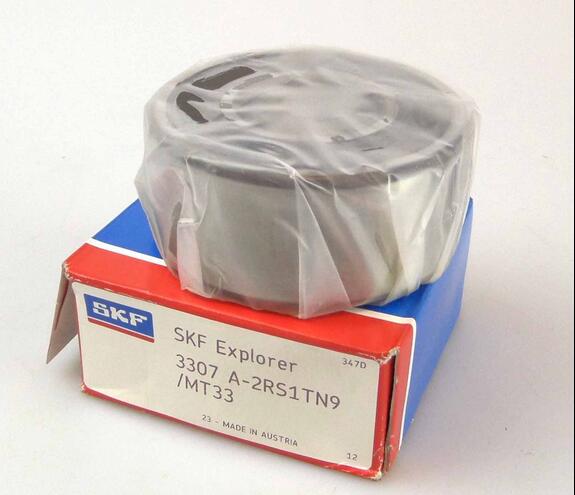 SKF
SKF Explorer
347D
3307 A-2RS1TN9
/MT33
23 - MADE IN AUSTRIA
12